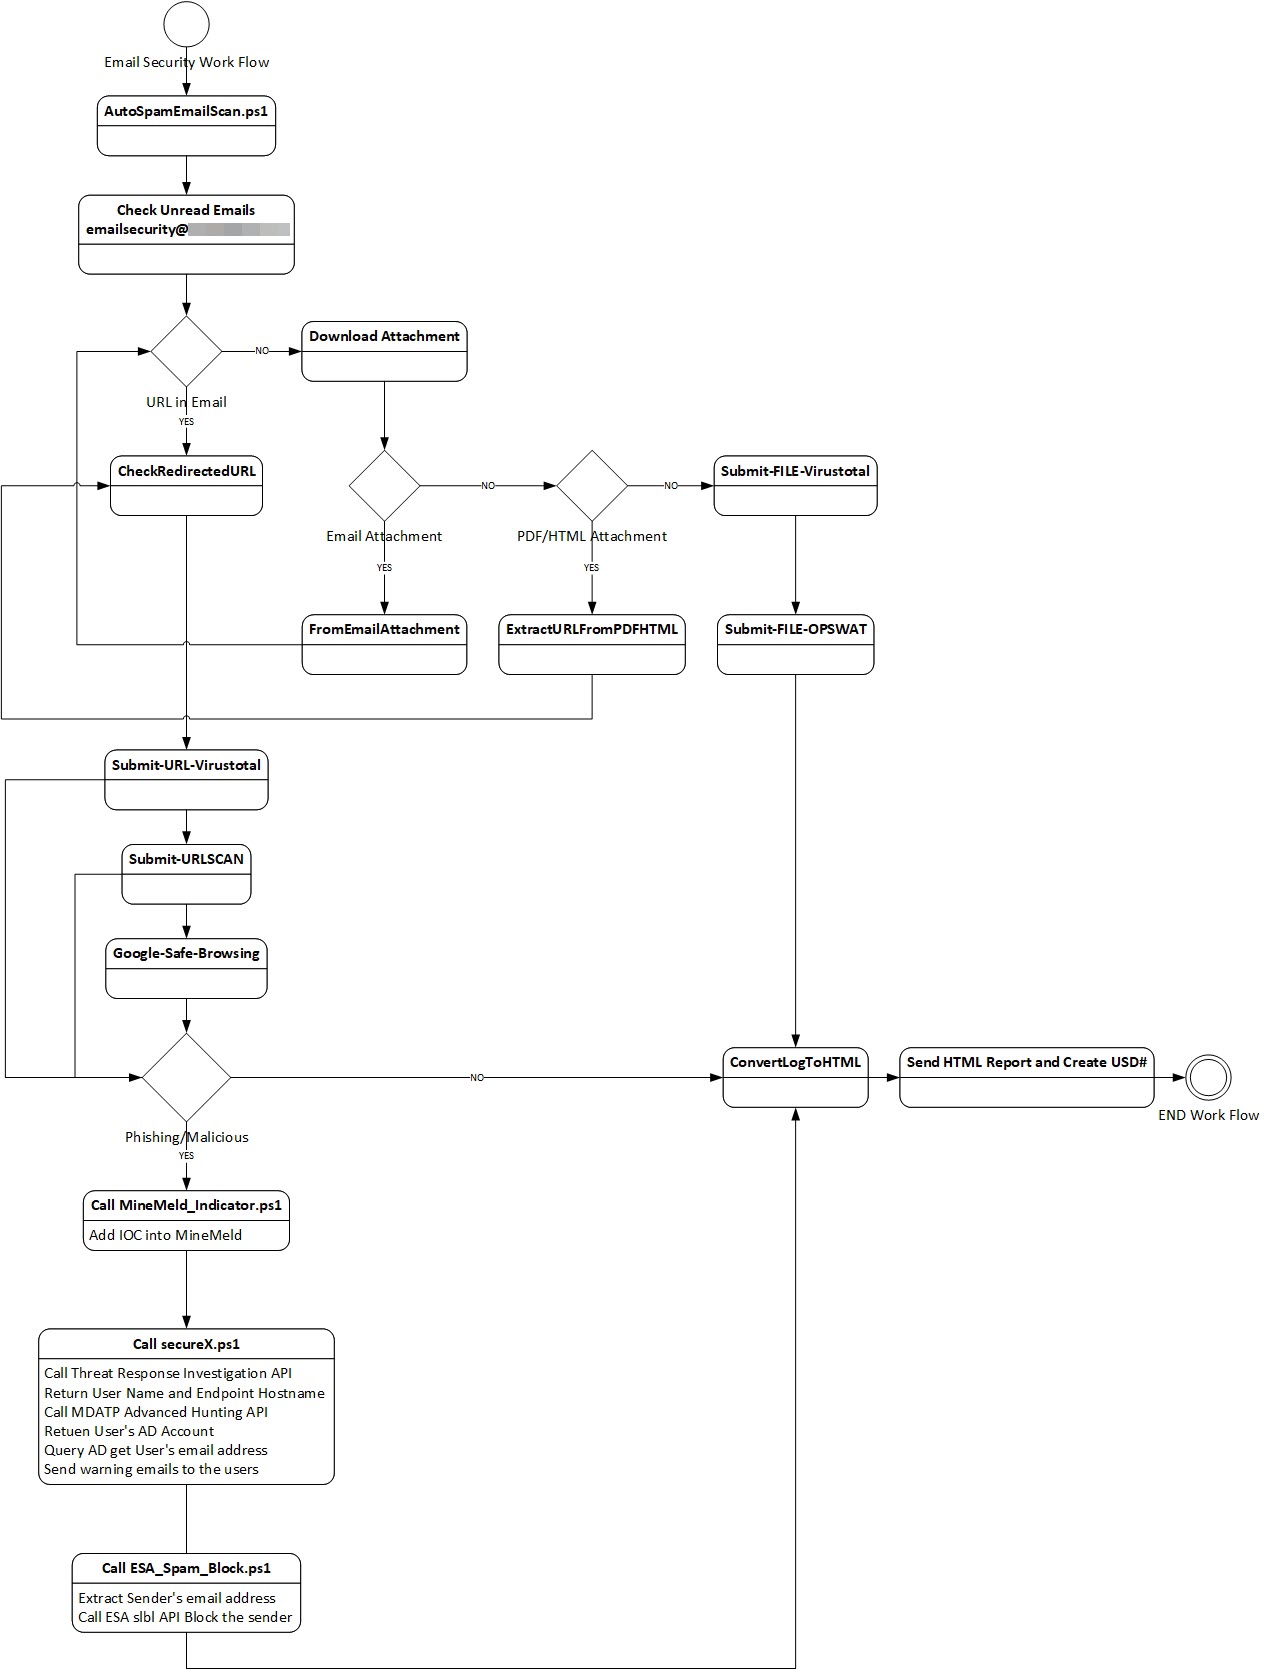 Email Security Work Flow
AutoSpamEmailScan.ps1
Check Unread Emails
emailsecurity@
NO
Download Attachment
URL in Email
YES
CheckRedirectedURL
NO
NO
Submit-FILE-Virustotal
Email Attachment
PDF/HTML Attachment
YES
YES
FromEmailAttachment
ExtractURLFromPDFHTML
Submit-FILE-OPSWAT
Submit-URL-Virustotal
Submit-URLSCAN
Google-Safe-Browsing
NO
ConvertLogToHTML
Send HTML Report and Create USD#
END Work Flow
Phishing/Malicious
YES
Call MineMeld_Indicator.ps1
Add IOC into MineMeld
Call secureX.ps1
Call Threat Response Investigation API
Return User Name and Endpoint Hostname
Call MDATP Advanced Hunting API
Retuen User's AD Account
Query AD get User's email address
Send warning emails to the users
Call ESA_Spam_Block.ps1
Extract Sender's email address
Call ESA slbl API Block the sender